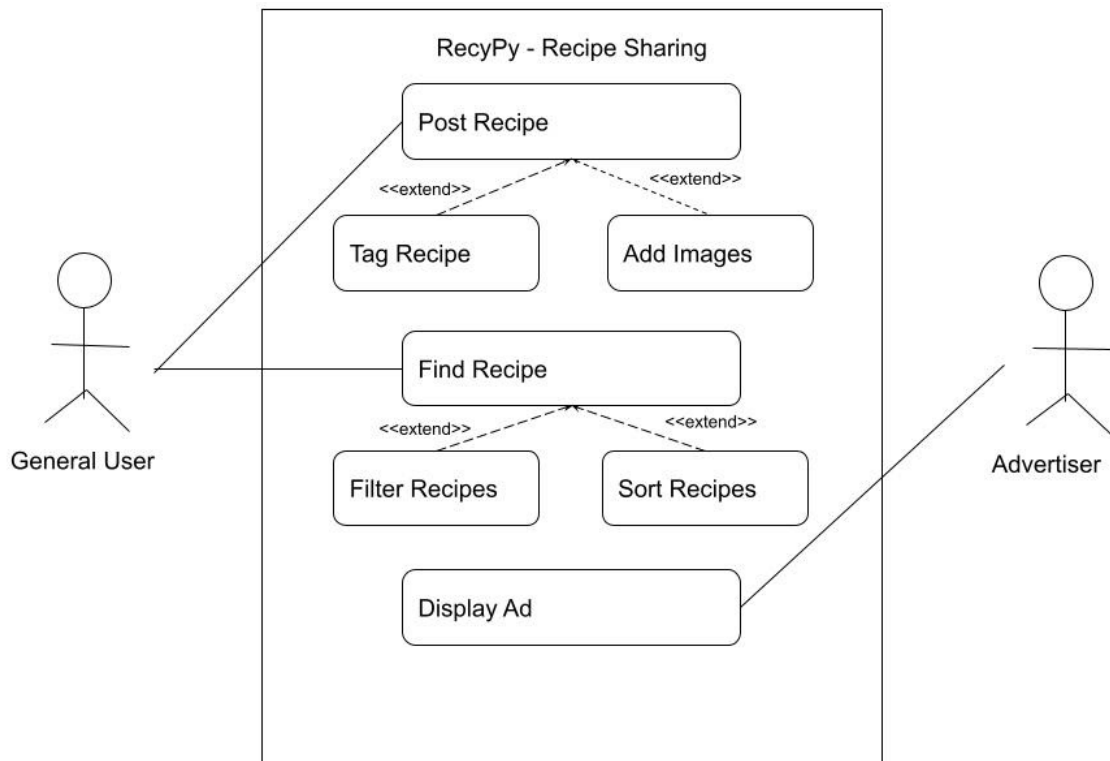 RecyPy - Recipe Sharing
Post Recipe
<<extend>>
<<extend>>
Tag Recipe
Add Images
Find Recipe
<<extend>>
<<extend>>
General User
Advertiser
Filter Recipes
Sort Recipes
Display Ad